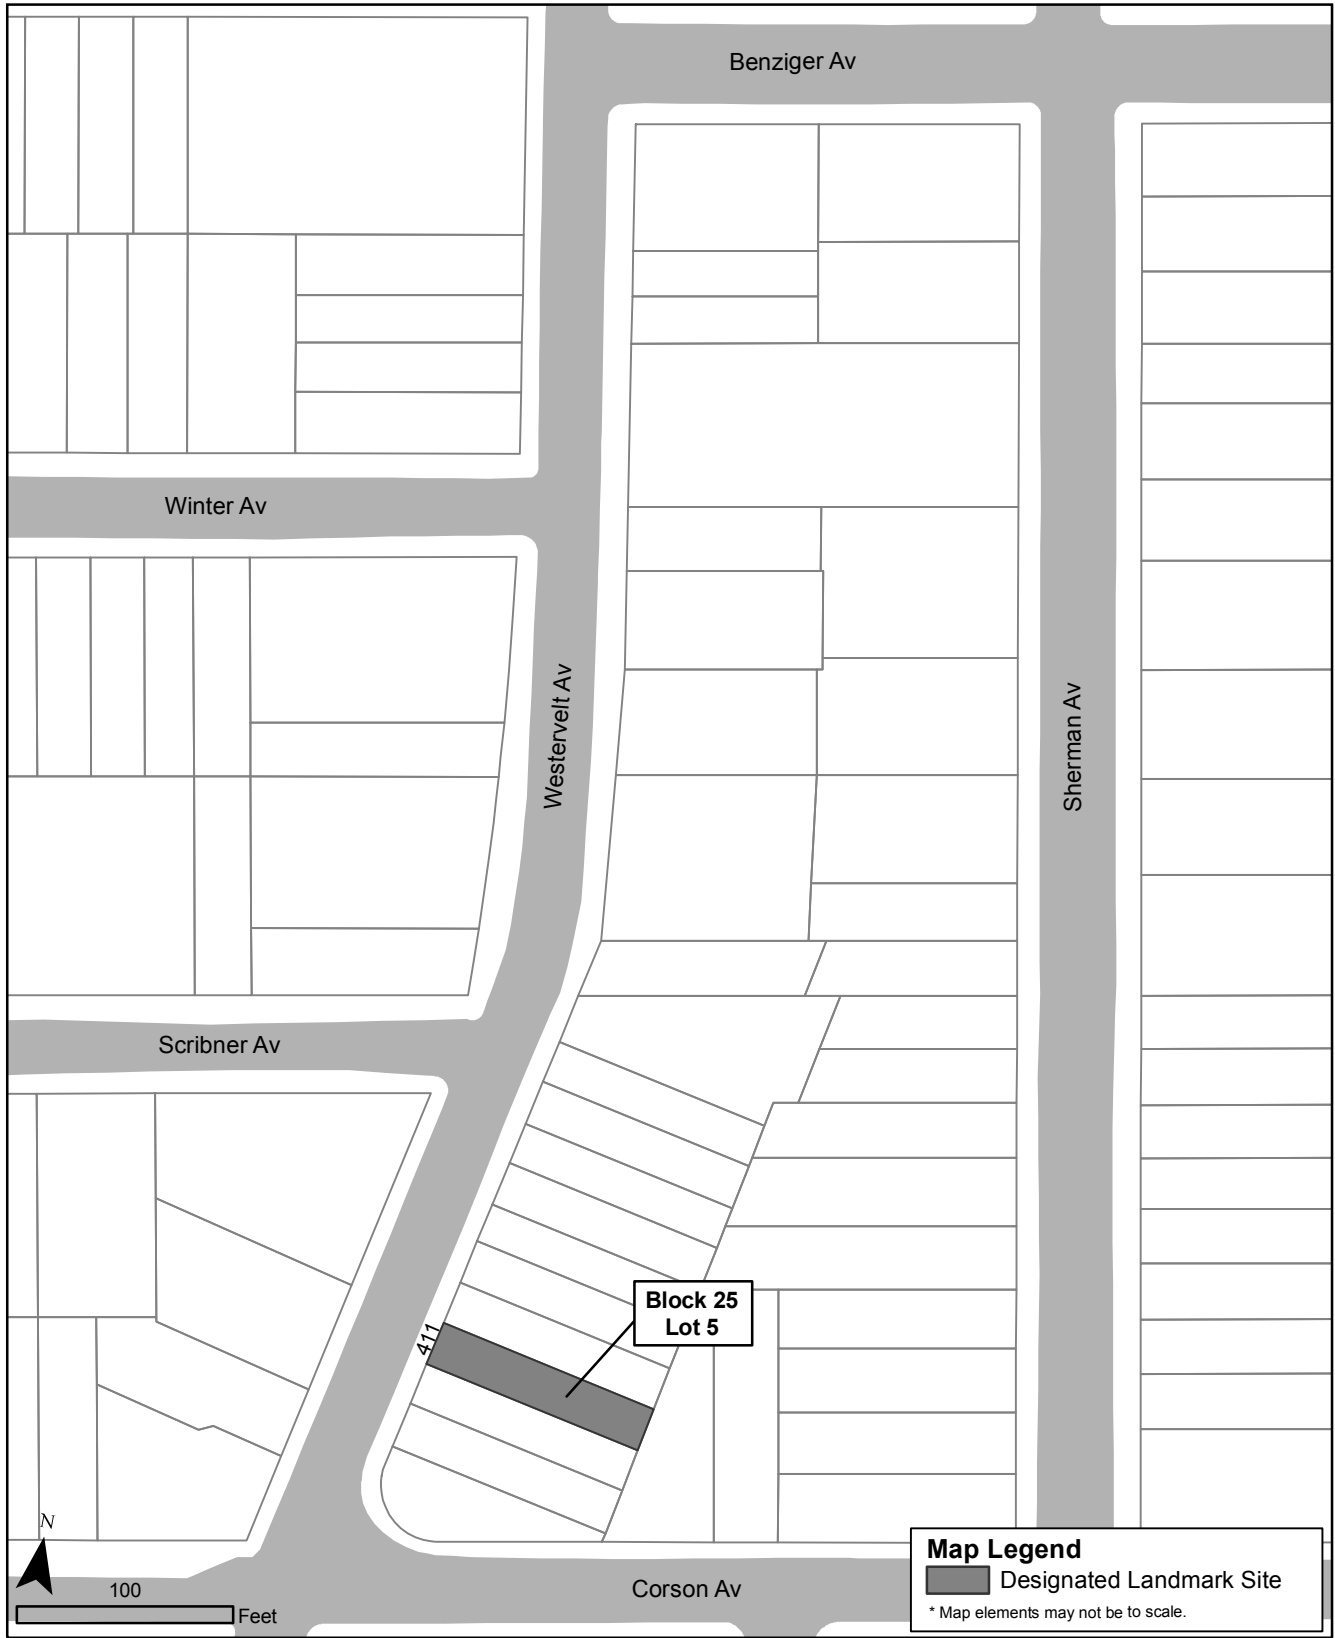 Benziger Av
Winter Av
Westervelt Av
Sherman Av
Scribner Av
Block 25
Lot 5
411
N
100
Feet
Corson Av
Map Legend
Designated Landmark Site
* Map elements may not be to scale.